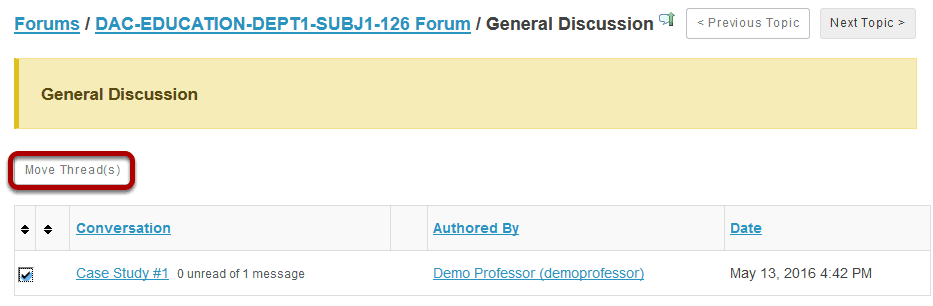 Forums / DAC-EDUCATION-DEPT1-SUBJ1-126 Forum / General Discussion < Previous Topic Next Topic >
General Discussion
Move Thread(s)
Conversation Authored By Date
Case Study #1 0 unread of 1 message Demo Professor (demoprofessor) May 13, 2016 4:42 PM